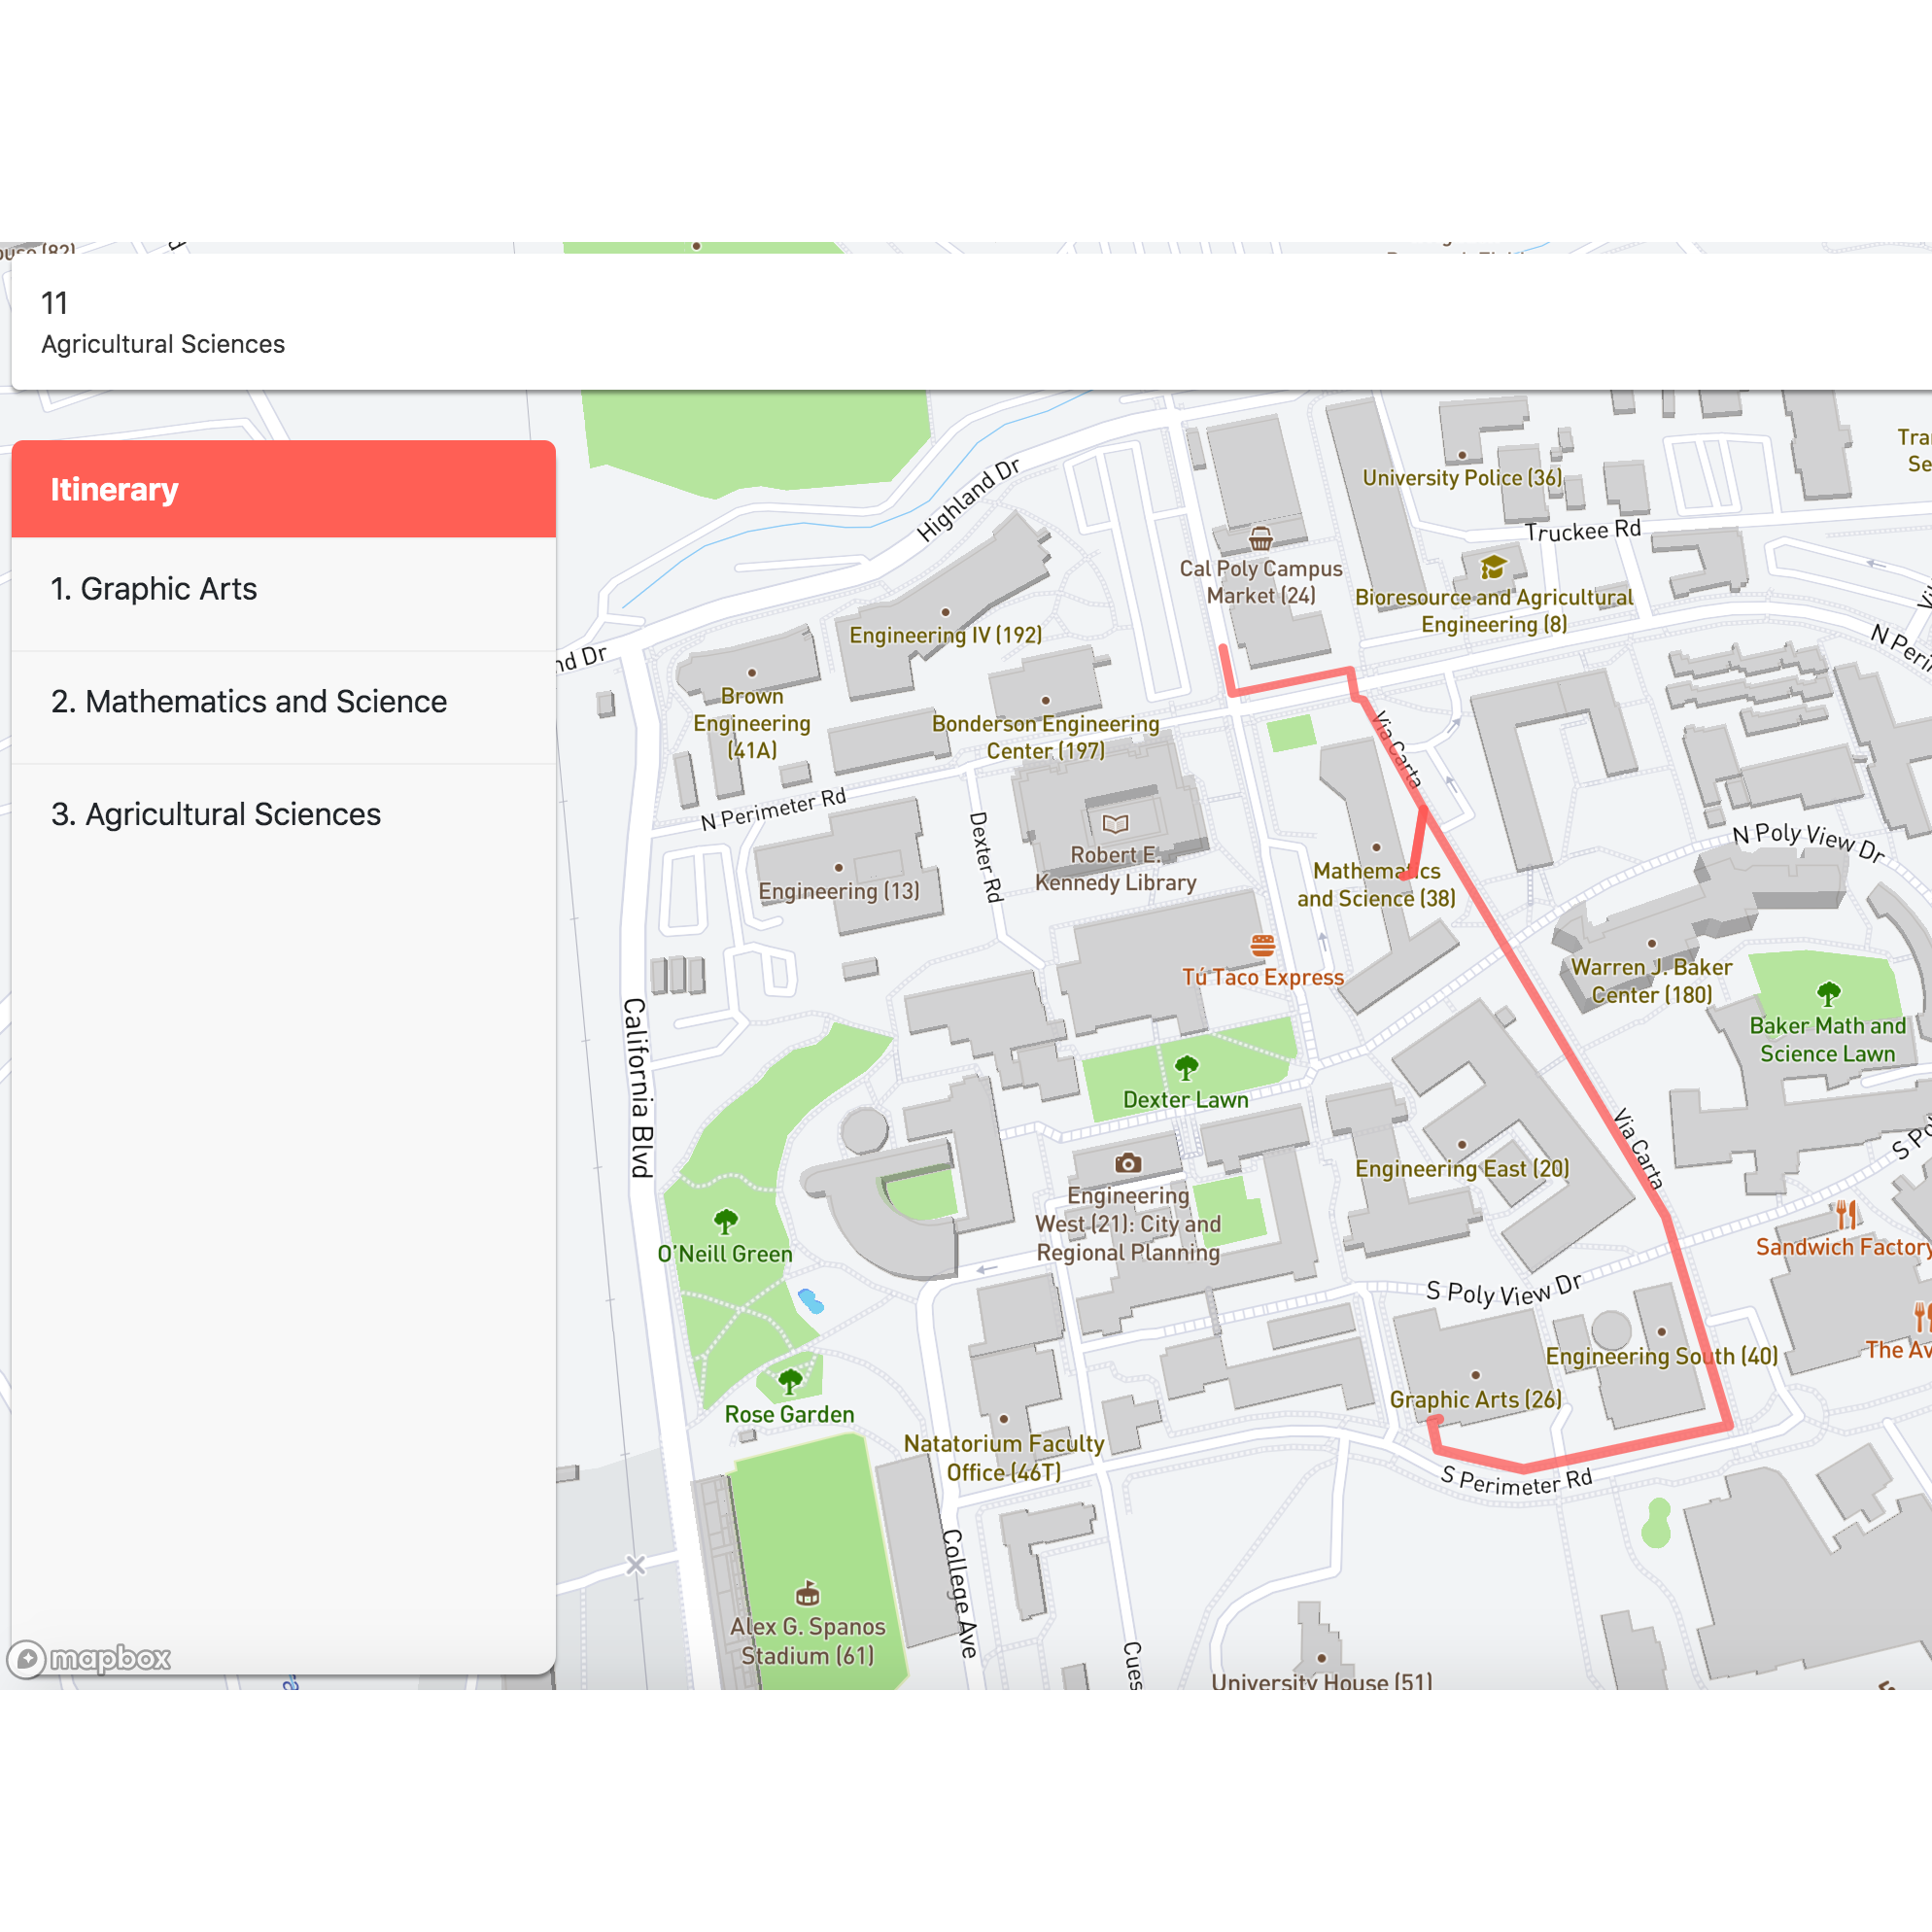 11
Agricultural Sciences
Itinerary
1. Graphic Arts
2. Mathematics and Science
3. Agricultural Sciences
mapbox
Highland Dr
University Police (36)
Truckee Rd
Cal Poly Campus
Market (24)
Bioresource and Agricultural
Engineering (8)
Engineering IV (192)
Brown
Engineering
(41A)
Bonderson Engineering
Center (197)
Via Carta
N Perimeter Rd
Dexter Rd
Robert E.
Kennedy Library
Engineering (13)
Mathematics
and Science (38)
N Poly View Dr
Tú Taco Express
Warren J. Baker
Center (180)
Baker Math and
Science Lawn
California Blvd
Dexter Lawn
Via Carta
Engineering East (20)
Engineering
West (21): City and
Regional Planning
O'Neill Green
Sandwich Factory
S Poly View Dr
Engineering South (40)
Graphic Arts (26)
Rose Garden
Natatorium Faculty
Office (46T)
S Perimeter Rd
College Ave
Alex G. Spanos
Stadium (61)
University House (51)